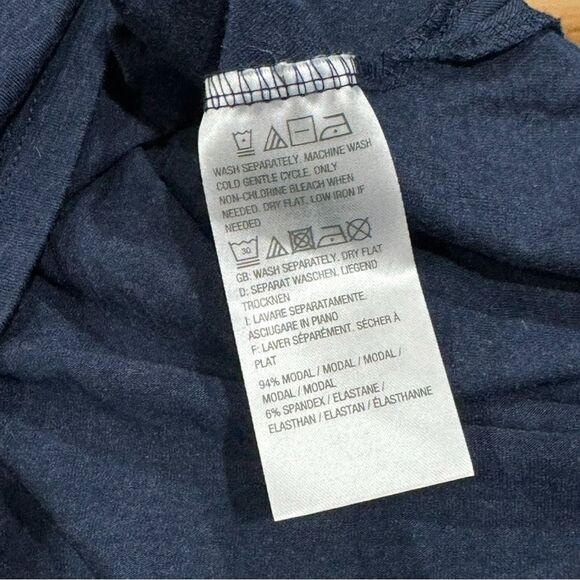 WASH SEPARATELY. MACHINE WASH
COLD GENTLE CYCLE. ONLY
NON-CHLORINE BLEACH WHEN
NEEDED. DRY FLAT. LOW IRON IF
NEEDED
30
GB: WASH SEPARATELY. DRY FLAT
D: SEPARAT WASCHEN. LIEGEND
TROCKNEN
I: LAVARE SEPARATAMENTE.
ASCIUGARE IN PIANO
F: LAVER SÉPARÉMENT. SÉCHER À
PLAT
94% MODAL / MODAL / MODAL /
MODAL / MODAL
6% SPANDEX / ELASTANE /
ELASTHAN / ELASTAN / ÉLASTHANNE